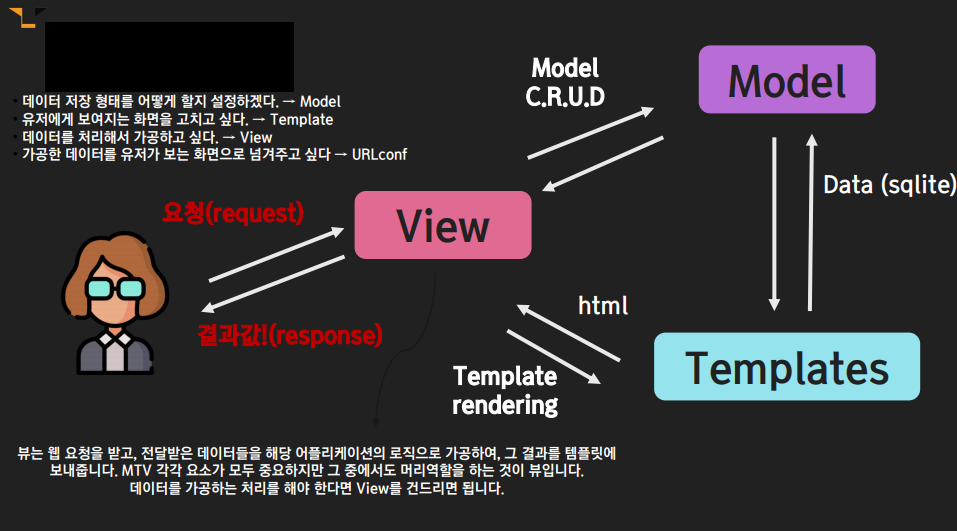 데이터 저장 형태를 어떻게 할지 설정하겠다. → Model
유저에게 보여지는 화면을 고치고 싶다. → Template
데이터를 처리해서 가공하고 싶다. → View
가공한 데이터를 유저가 보는 화면으로 넘겨주고 싶다 → URLconf
Model
C.R.U.D
Model
Data (sqlite)
요청(request)
View
결과값!(response)
html
Template
rendering
Templates
뷰는 웹 요청을 받고, 전달받은 데이터들을 해당 어플리케이션의 로직으로 가공하여, 그 결과를 템플릿에
보내줍니다. MTV 각각 요소가 모두 중요하지만 그 중에서도 머리역할을 하는 것이 뷰입니다.
데이터를 가공하는 처리를 해야 한다면 View를 건드리면 됩니다.